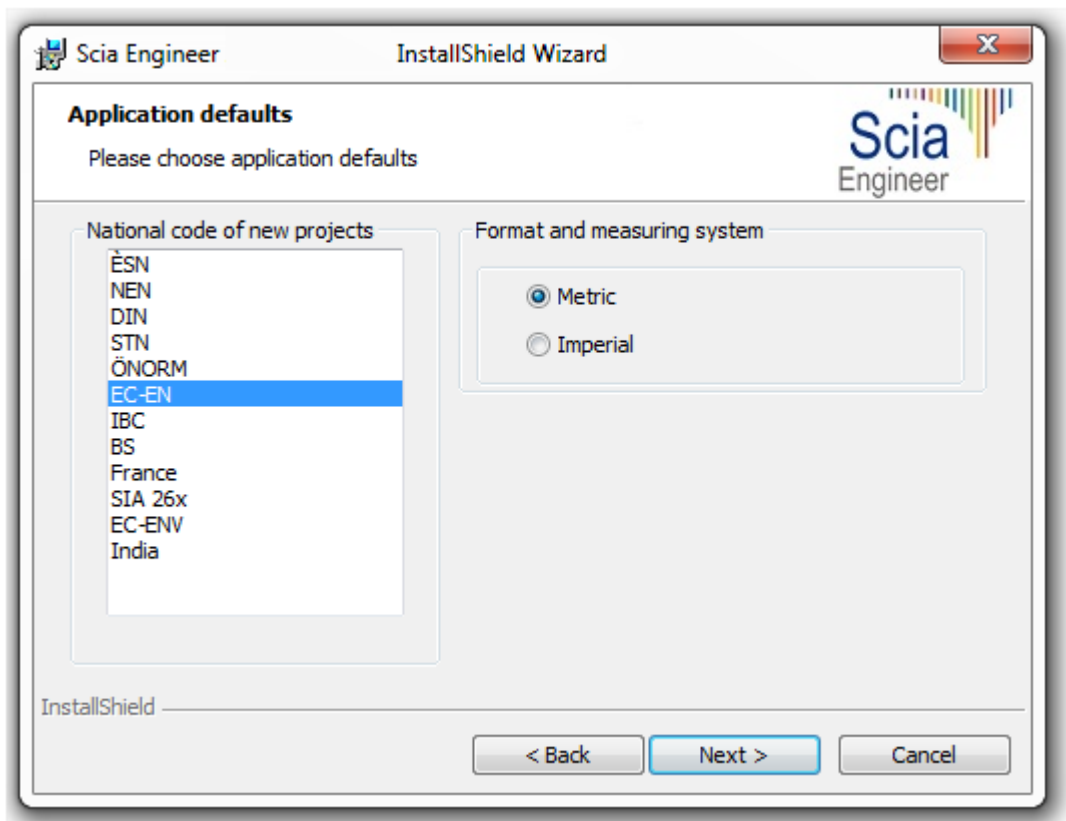 Scia Engineer InstallShield Wizard
Application defaults
Please choose application defaults
Scia
Engineer
National code of new projects
ÈSN
NEN
DIN
STN
ÖNORM
EC-EN
IBC
BS
France
SIA 26x
EC-ENV
India
Format and measuring system
Metric
Imperial
InstallShield
< Back
Next >
Cancel